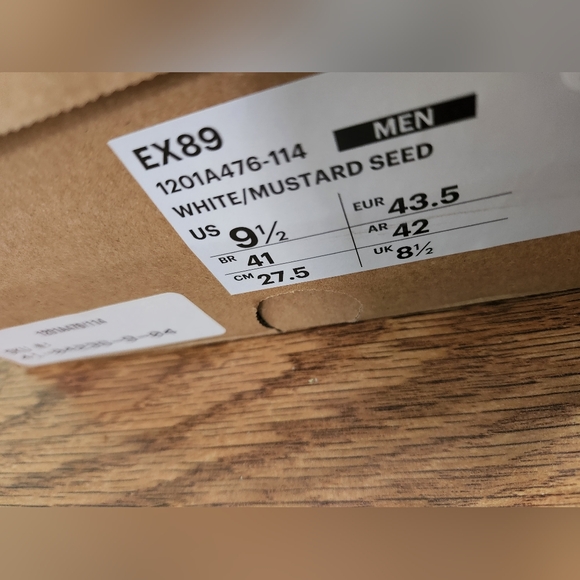 EX89
MEN
1201A476-114
WHITE/MUSTARD SEED
US 9½ EUR 43.5
BR 41 AR 42
CM 27.5 UK 8½
1201A476114